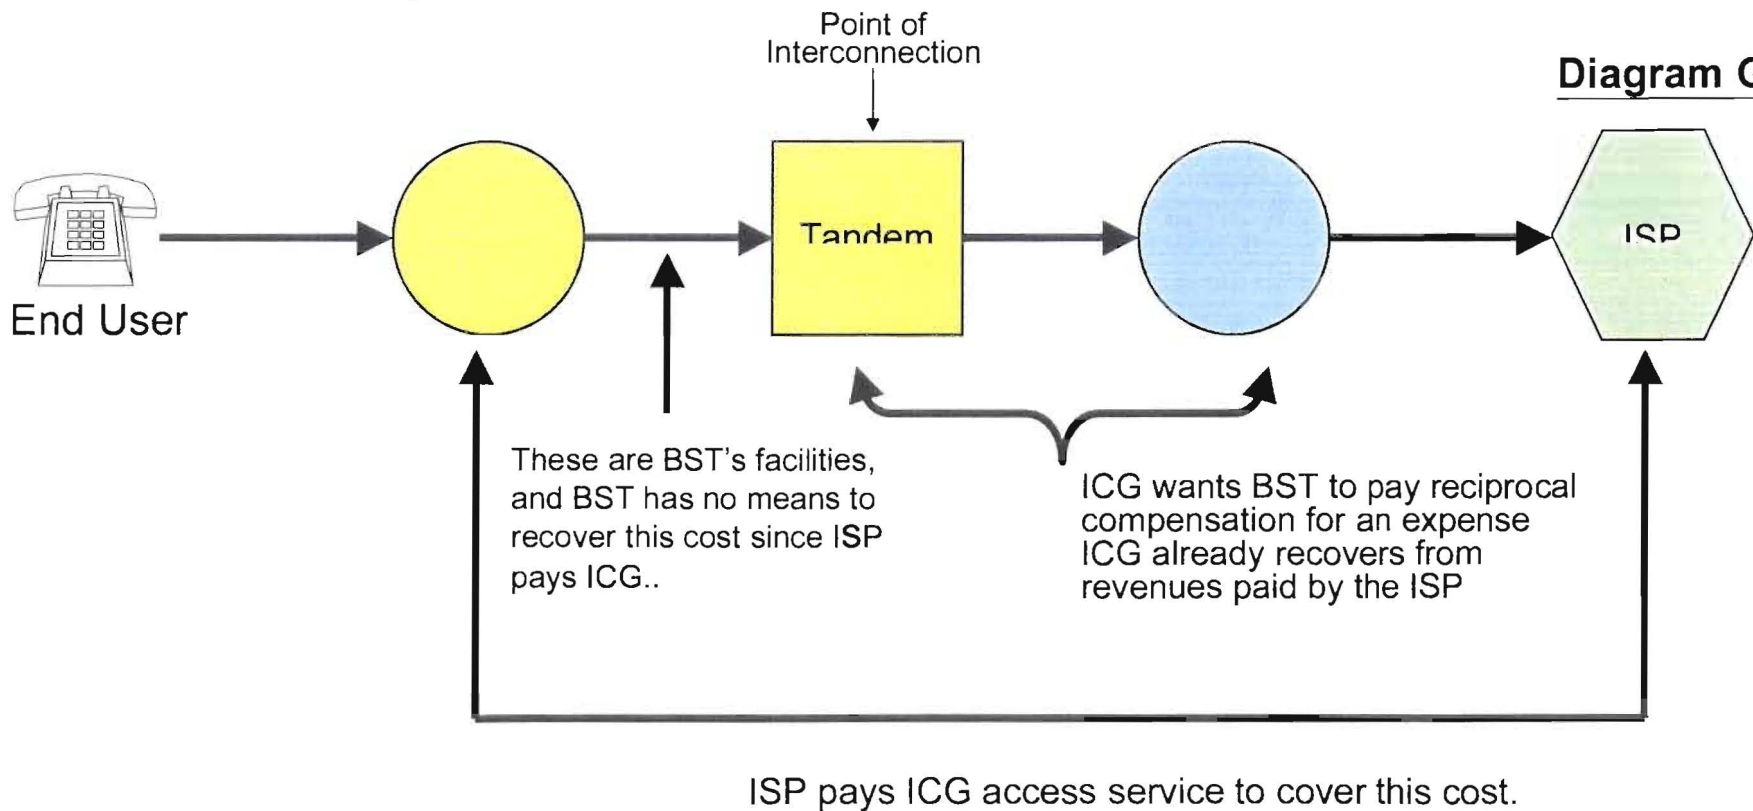 Point of
Interconnection
Diagram G
Tandem
ISP
End User
These are BST's facilities,
and BST has no means to
recover this cost since ISP
pays ICG..
ICG wants BST to pay reciprocal
compensation for an expense
ICG already recovers from
revenues paid by the ISP
ISP pays ICG access service to cover this cost.